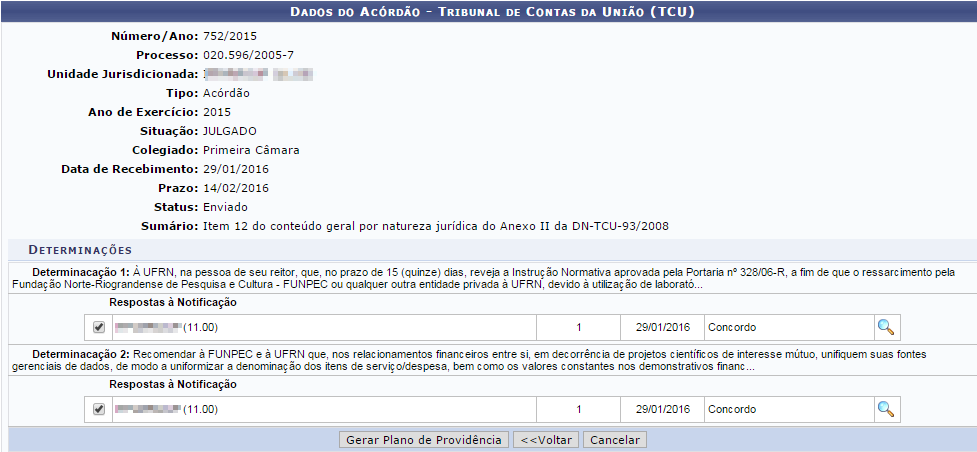 Dados do Acórdão - Tribunal de Contas da União (TCU)
Número/Ano: 752/2015
Processo: 020.596/2005-7
Unidade Jurisdicionada:
Tipo: Acórdão
Ano de Exercício: 2015
Situação: JULGADO
Colegiado: Primeira Câmara
Data de Recebimento: 29/01/2016
Prazo: 14/02/2016
Status: Enviado
Sumário: Item 12 do conteúdo geral por natureza jurídica do Anexo II da DN-TCU-93/2008
Determinações
Determinacação 1: À UFRN, na pessoa de seu reitor, que, no prazo de 15 (quinze) dias, reveja a Instrução Normativa aprovada pela Portaria nº 328/06-R, a fim de que o ressarcimento pela
Fundação Norte-Riograndense de Pesquisa e Cultura - FUNPEC ou qualquer outra entidade privada à UFRN, devido à utilização de laborató...
Respostas à Notificação
(11.00) 1 29/01/2016 Concordo
Determinacação 2: Recomendar à FUNPEC e à UFRN que, nos relacionamentos financeiros entre si, em decorrência de projetos científicos de interesse mútuo, unifiquem suas fontes
gerenciais de dados, de modo a uniformizar a denominação dos itens de serviço/despesa, bem como os valores constantes nos demonstrativos financ...
Respostas à Notificação
(11.00) 1 29/01/2016 Concordo
Gerar Plano de Providência <<Voltar Cancelar